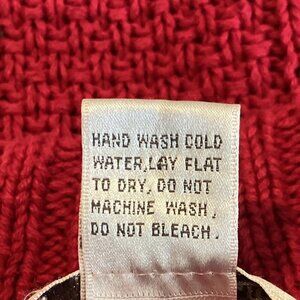 HAND WASH COLD
WATER,LAY FLAT
TO DRY, DO NOT
MACHINE WASH,
DO NOT BLEACH.